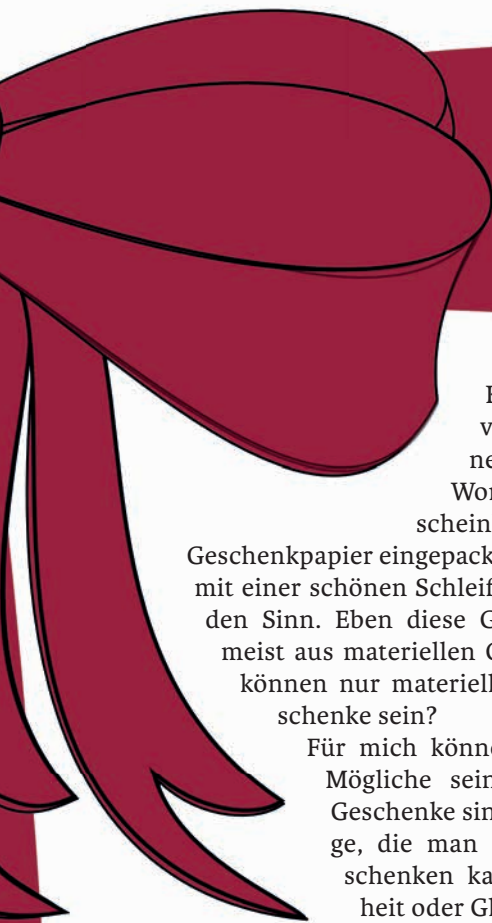 v
ne
Wor
schein
Geschenkpapier eingepack
mit einer schönen Schleif
den Sinn. Eben diese G
meist aus materiellen
können nur materiell
schenke sein?
Für mich könne
Mögliche sein
Geschenke sin
ge, die man
schenken ka
heit oder Gl